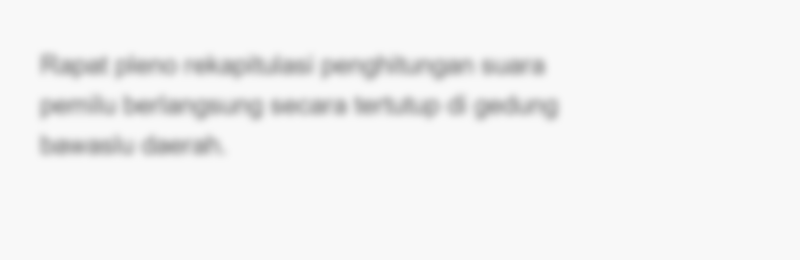 Rapat pleno rekapitulasi penghitungan suara
pemilu berlangsung secara tertutup di gedung
bawaslu daerah.